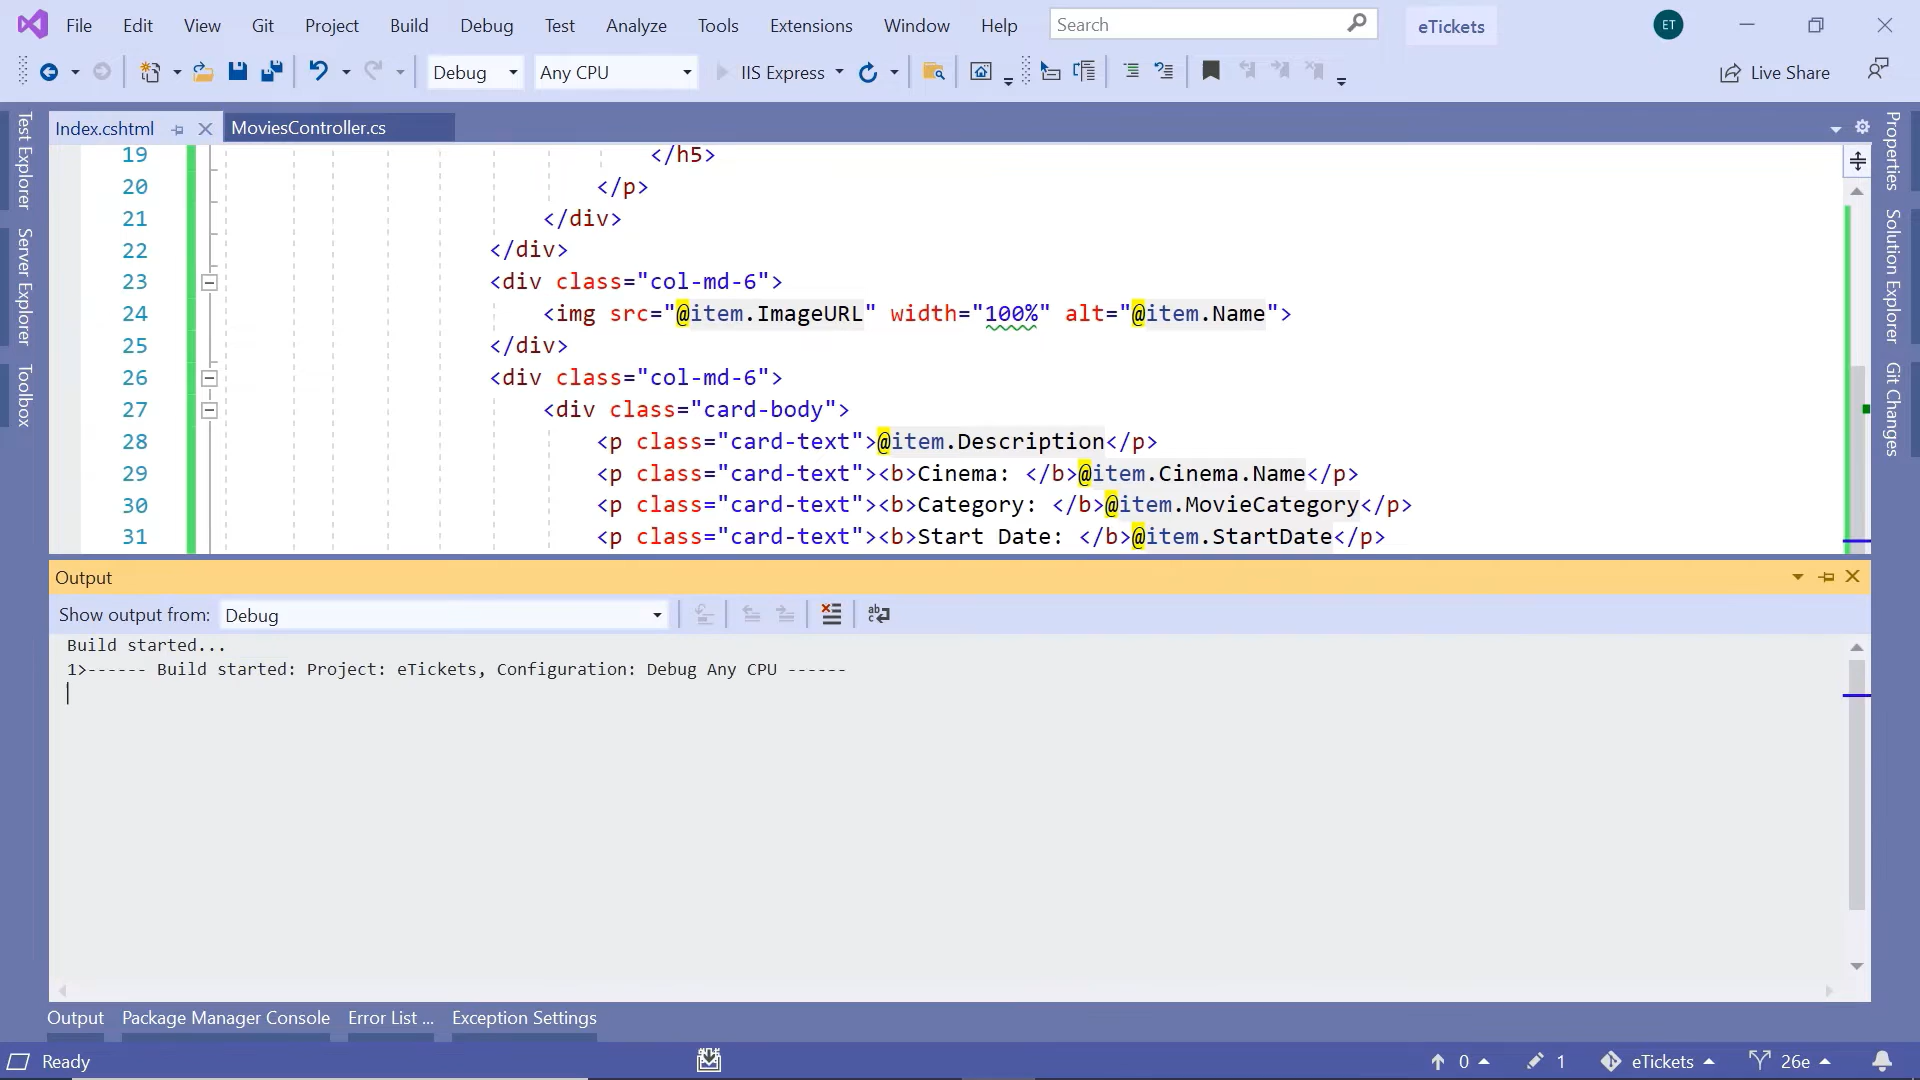 File Edit View Git Project Build Debug Test Analyze Tools Extensions Window Help Search eTickets ET
Debug Any CPU IIS Express Live Share
Index.cshtml MoviesController.cs
19 </h5>
20 </p>
21 </div>
22 </div>
23 <div class="col-md-6">
24 <img src="@item.ImageURL" width="100%" alt="@item.Name">
25 </div>
26 <div class="col-md-6">
27 <div class="card-body">
28 <p class="card-text">@item.Description</p>
29 <p class="card-text"><b>Cinema: </b>@item.Cinema.Name</p>
30 <p class="card-text"><b>Category: </b>@item.MovieCategory</p>
31 <p class="card-text"><b>Start Date: </b>@item.StartDate</p>
Test Explorer
Server Explorer
Toolbox
Properties
Solution Explorer
Git Changes
Output
Show output from: Debug
Build started...
1>------ Build started: Project: eTickets, Configuration: Debug Any CPU ------
Output Package Manager Console Error List ... Exception Settings
Ready 0 1 eTickets 26e